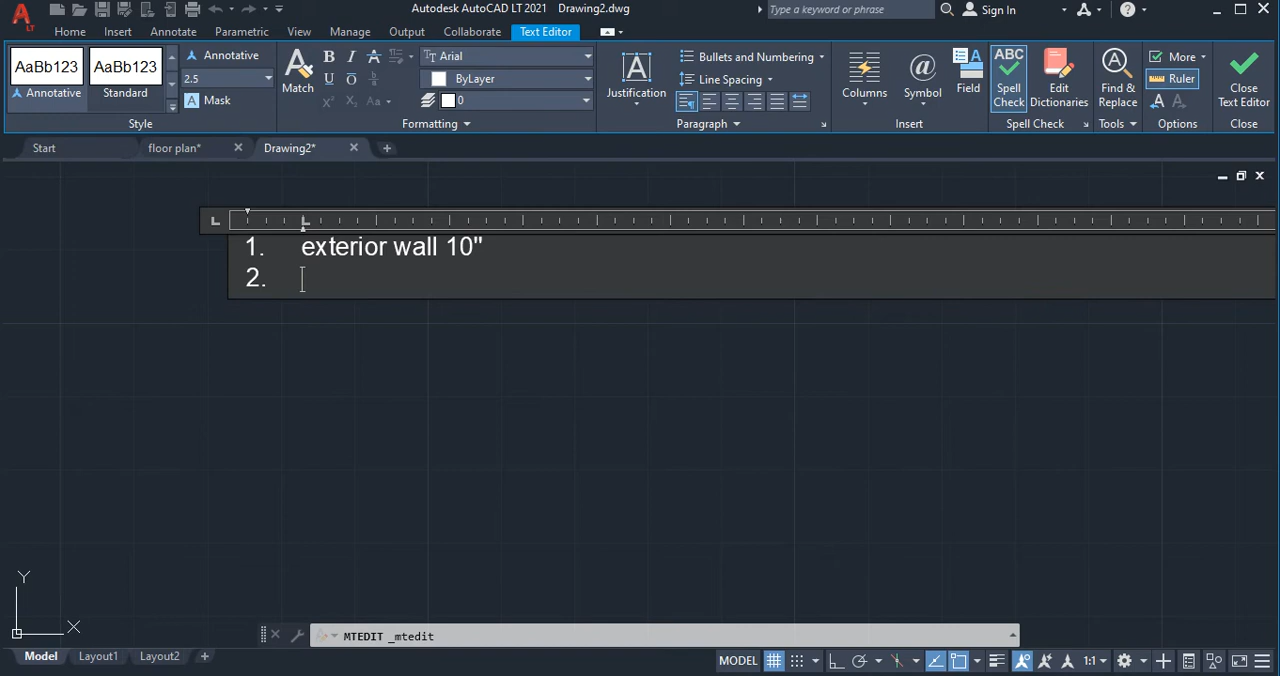 LT
Autodesk AutoCAD LT 2021 Drawing2.dwg
Type a keyword or phrase
Sign In
Home Insert Annotate Parametric View Manage Output Collaborate Text Editor
AaBb123 Annotative
AaBb123 Standard
Annotative
2.5
A Mask
Style
A Match
B I A
U O
Arial
ByLayer
0
Formatting
A Justification
Bullets and Numbering
Line Spacing
Paragraph
Columns
@ Symbol
Field
Insert
ABC Spell Check
Edit Dictionaries
Spell Check
Find & Replace
Tools
More
Ruler
Options
Close Text Editor
Close
Start
floor plan*
Drawing2*
1. exterior wall 10"
2.
Y
X
MTEDIT _mtedit
Model Layout1 Layout2
MODEL
1:1